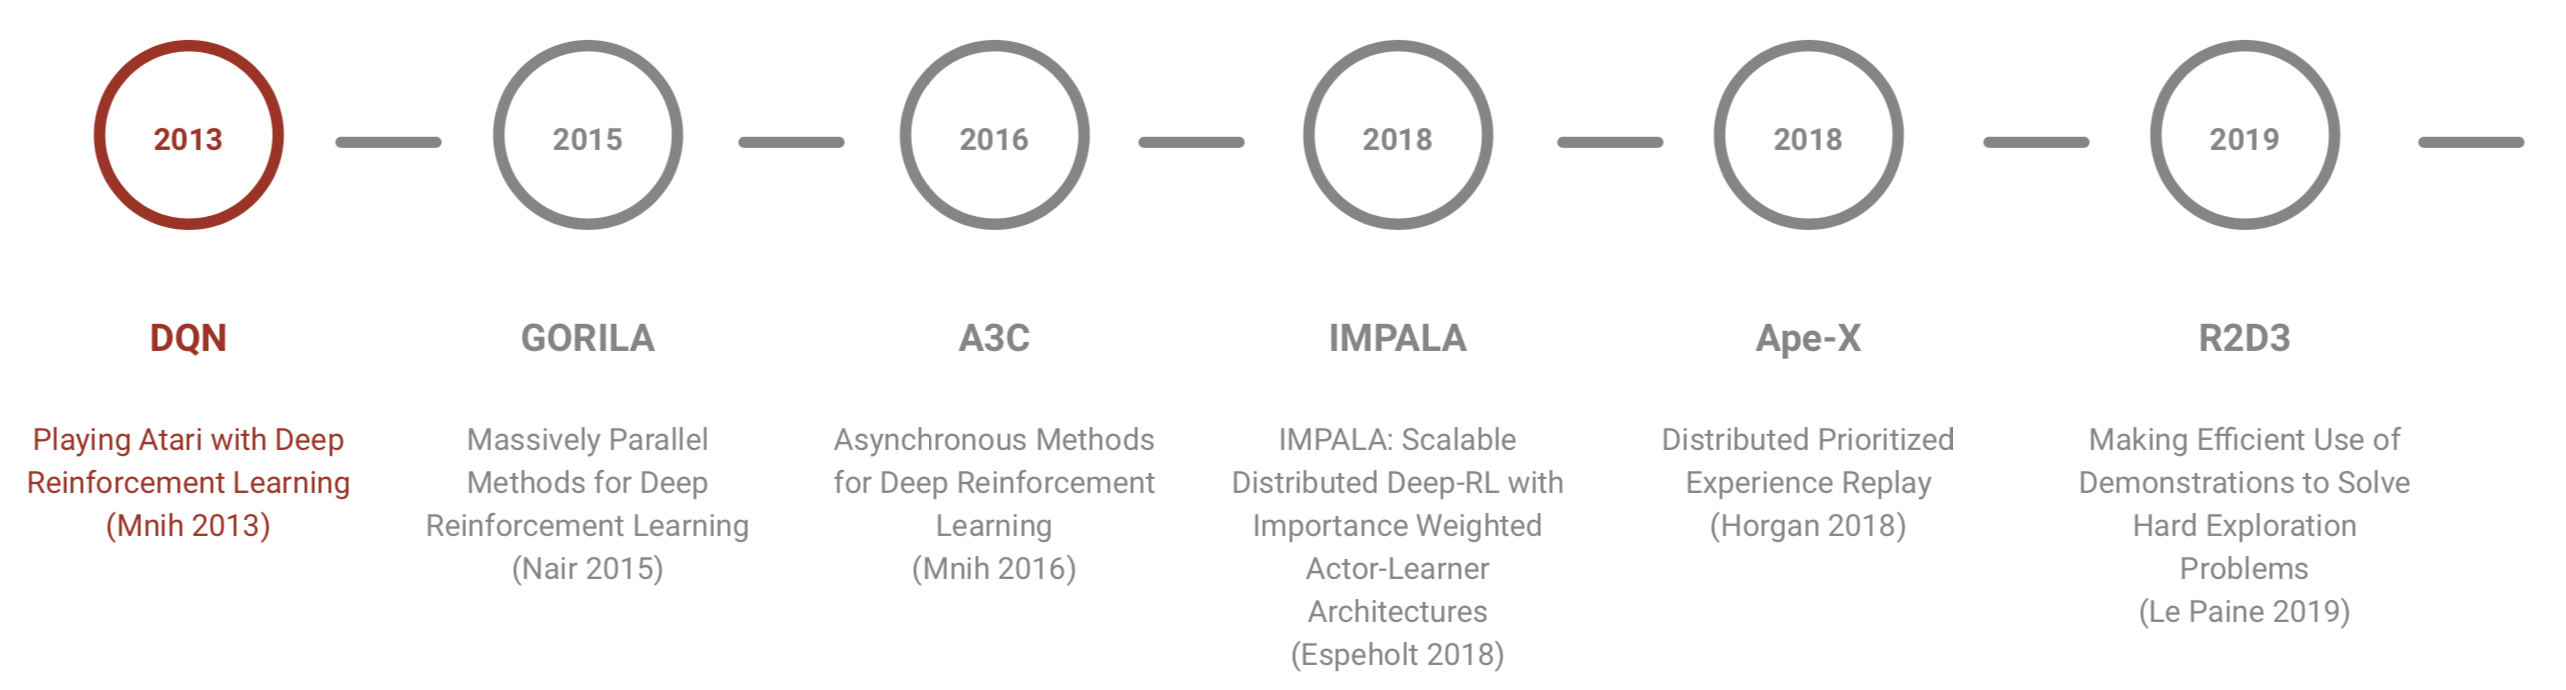 2013
2015
2016
2018
2018
2019
DQN
GORILA
A3C
IMPALA
Ape-X
R2D3
Playing Atari with Deep
Reinforcement Learning
(Mnih 2013)
Massively Parallel
Methods for Deep
Reinforcement Learning
(Nair 2015)
Asynchronous Methods
for Deep Reinforcement
Learning
(Mnih 2016)
IMPALA: Scalable
Distributed Deep-RL with
Importance Weighted
Actor-Learner
Architectures
(Espeholt 2018)
Distributed Prioritized
Experience Replay
(Horgan 2018)
Making Efficient Use of
Demonstrations to Solve
Hard Exploration
Problems
(Le Paine 2019)